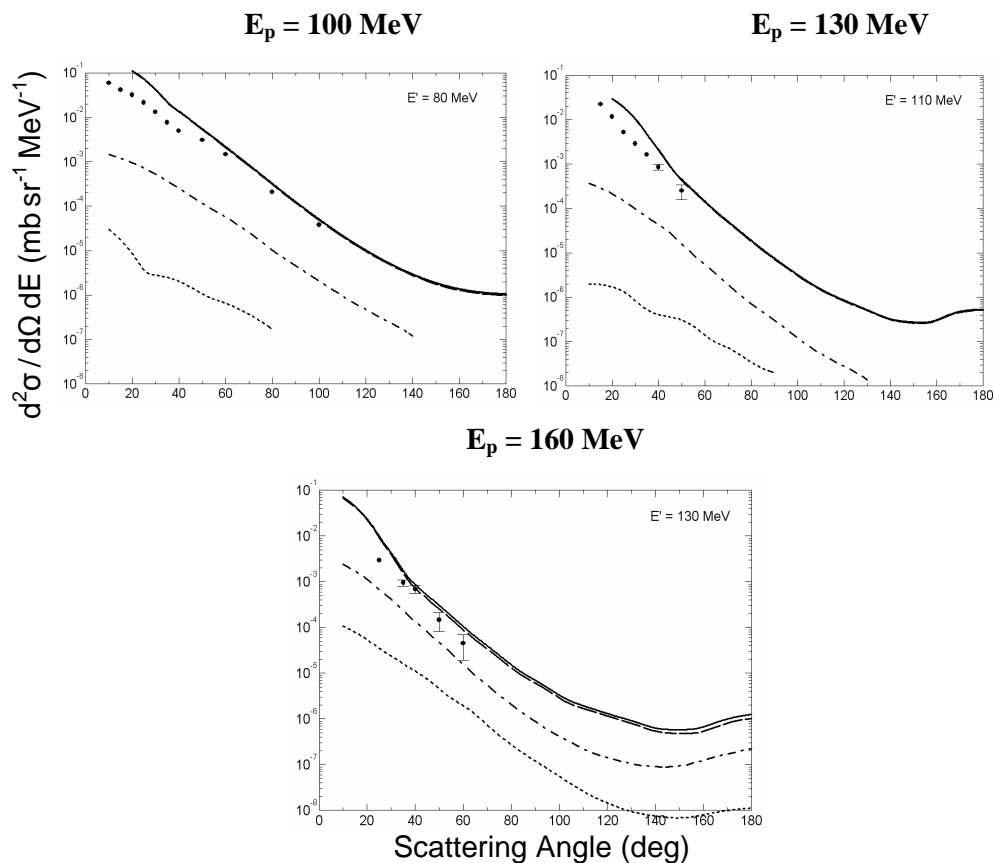 E_p = 100 MeV
E_p = 130 MeV
d²σ / dΩ dE (mb sr⁻¹ MeV⁻¹)
10⁻¹
10⁻²
10⁻³
10⁻⁴
10⁻⁵
10⁻⁶
10⁻⁷
10⁻⁸
E' = 80 MeV
0 20 40 60 80 100 120 140 160 180
10⁻¹
10⁻²
10⁻³
10⁻⁴
10⁻⁵
10⁻⁶
10⁻⁷
10⁻⁸
E' = 110 MeV
0 20 40 60 80 100 120 140 160 180
E_p = 160 MeV
10⁻¹
10⁻²
10⁻³
10⁻⁴
10⁻⁵
10⁻⁶
10⁻⁷
10⁻⁸
E' = 130 MeV
0 20 40 60 80 100 120 140 160 180
Scattering Angle (deg)